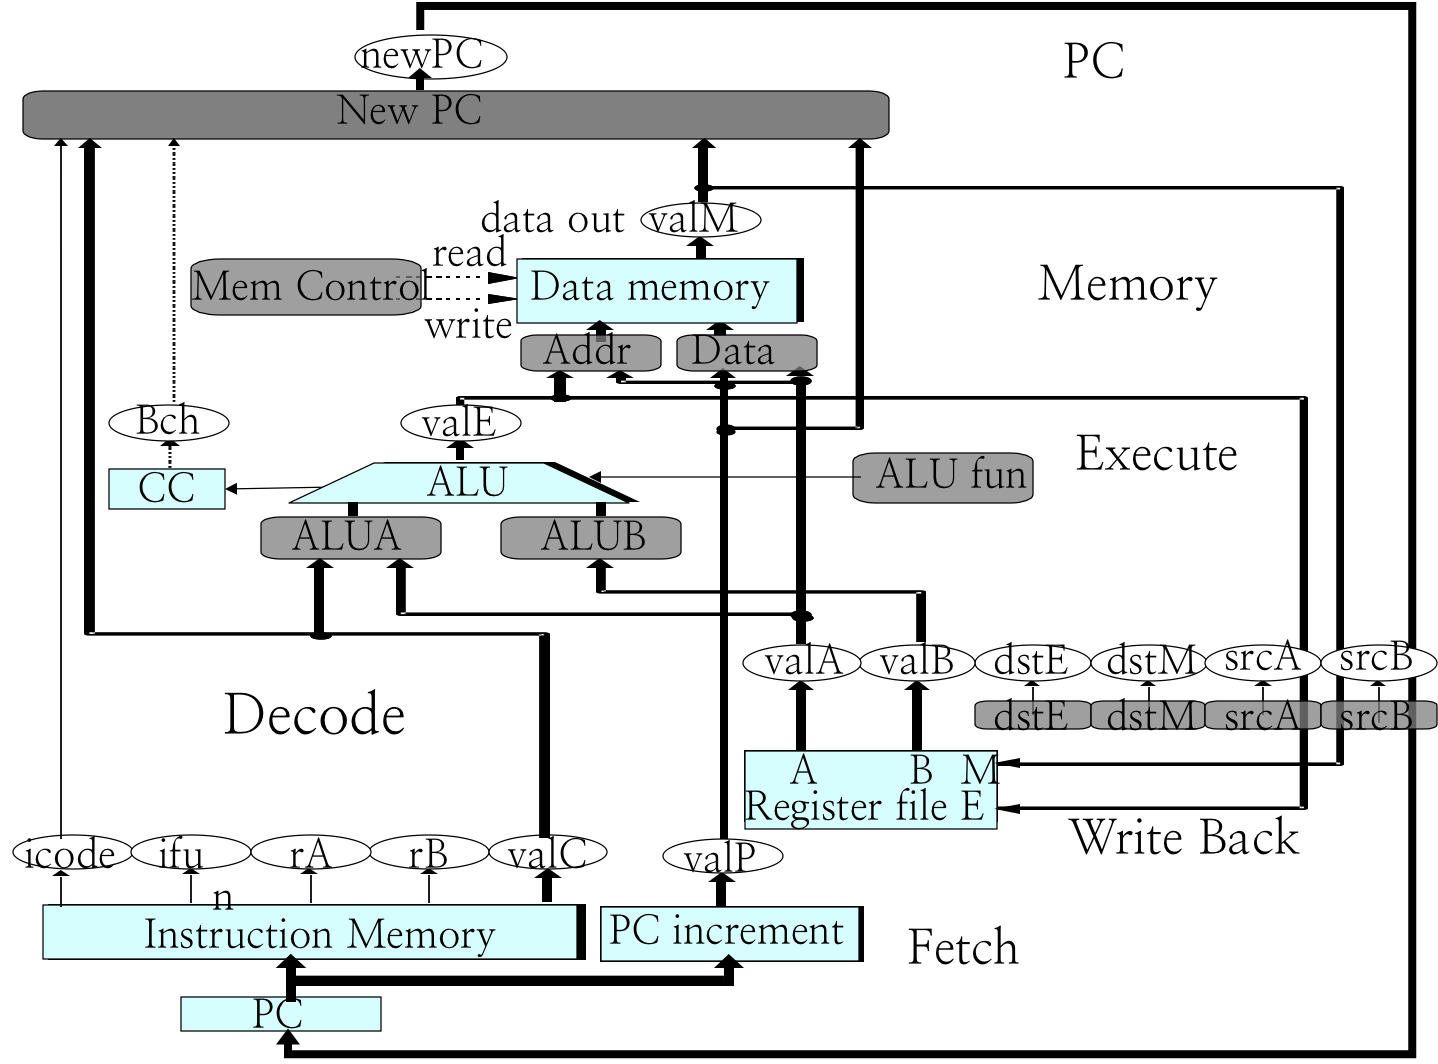 newPC
PC
New PC
data out
valM
read
Mem Control
Data memory
Memory
write
Addr
Data
Bch
valE
Execute
CC
ALU
ALU fun
ALUA
ALUB
valA
valB
dstE
dstM
srcA
srcB
Decode
dstE
dstM
srcA
srcB
A B M
Register file E
Write Back
icode
ifu
n
rA
rB
valC
valP
Instruction Memory
PC increment
Fetch
PC